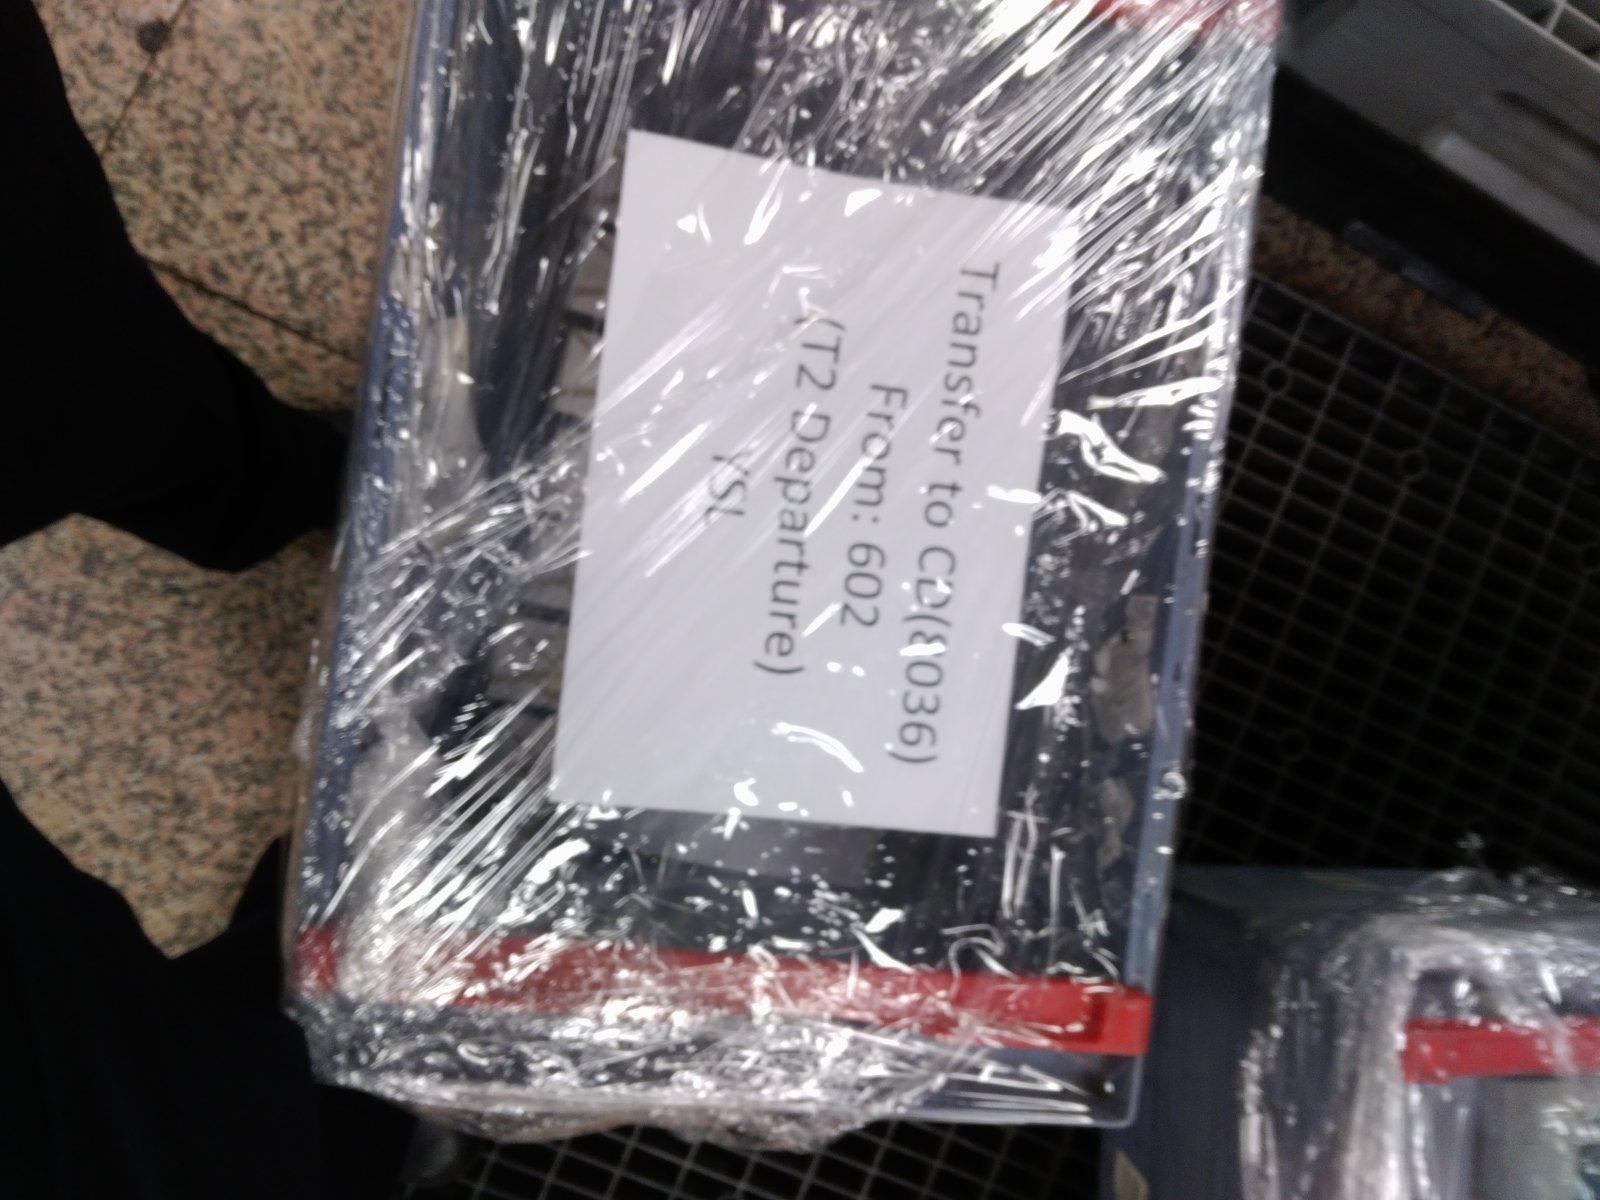 Transfer to CD(8036)
From: 602
(T2 Departure)
YSL